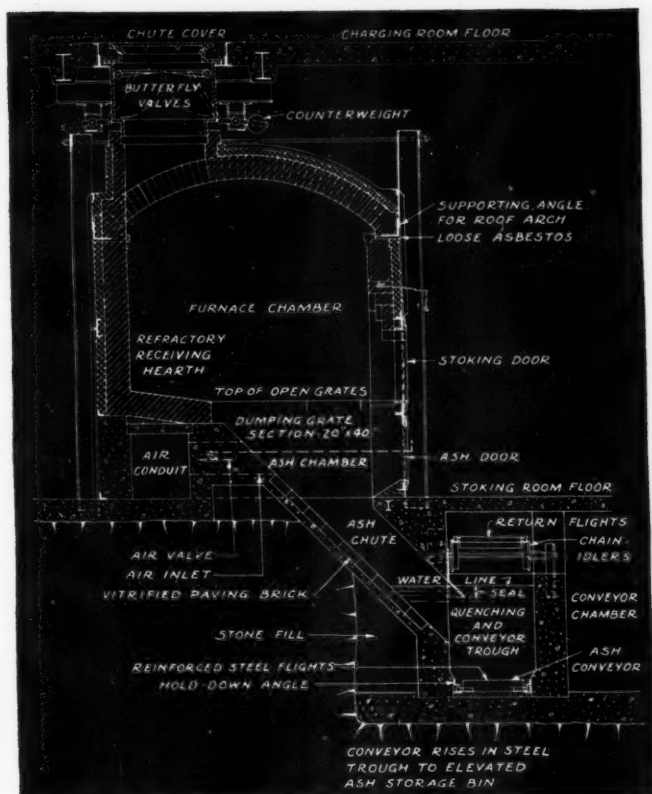 CHUTE COVER
CHARGING ROOM FLOOR
BUTTERFLY
VALVES
COUNTERWEIGHT
SUPPORTING ANGLE
FOR ROOF ARCH
LOOSE ASBESTOS
FURNACE CHAMBER
REFRACTORY
RECEIVING
HEARTH
STOKING DOOR
TOP OF OPEN GRATES
DUMPING GRATE
SECTION 20"x40
AIR
CONDUIT
ASH CHAMBER
ASH DOOR
STOKING ROOM FLOOR
ASH
CHUTE
RETURN FLIGHTS
CHAIN
IDLERS
AIR VALVE
AIR INLET
VITRIFIED PAVING BRICK
WATER LINE
SEAL
CONVEYOR
CHAMBER
QUENCHING
AND
CONVEYOR
TROUGH
STONE FILL
ASH
CONVEYOR
REINFORCED STEEL FLIGHTS
HOLD-DOWN ANGLE
CONVEYOR RISES IN STEEL
TROUGH TO ELEVATED
ASH STORAGE BIN